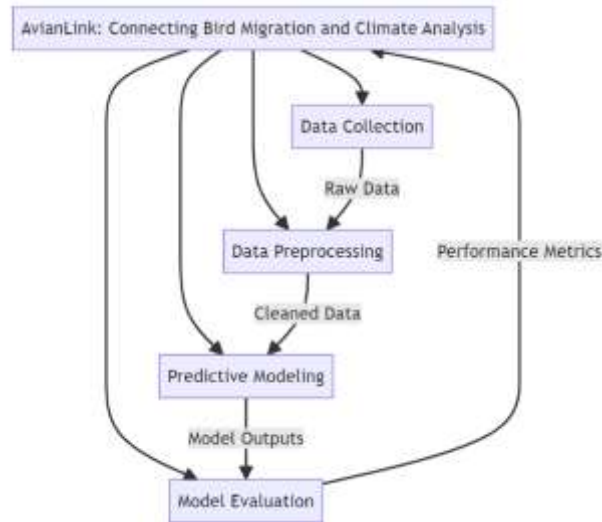 AvianLink: Connecting Bird Migration and Climate Analysis
Data Collection
Raw Data
Data Preprocessing
Performance Metrics
Cleaned Data
Predictive Modeling
Model Outputs
Model Evaluation